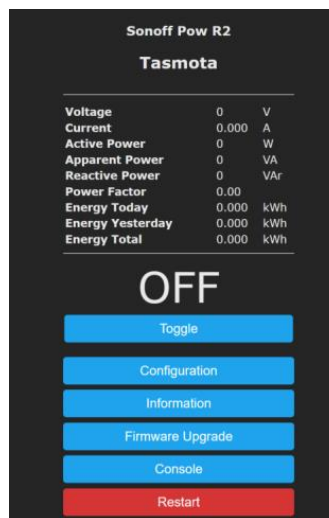 Sonoff Pow R2
Tasmota
Voltage 0 V
Current 0.000 A
Active Power 0 W
Apparent Power 0 VA
Reactive Power 0 VAr
Power Factor 0.00
Energy Today 0.000 kWh
Energy Yesterday 0.000 kWh
Energy Total 0.000 kWh
OFF
Toggle
Configuration
Information
Firmware Upgrade
Console
Restart